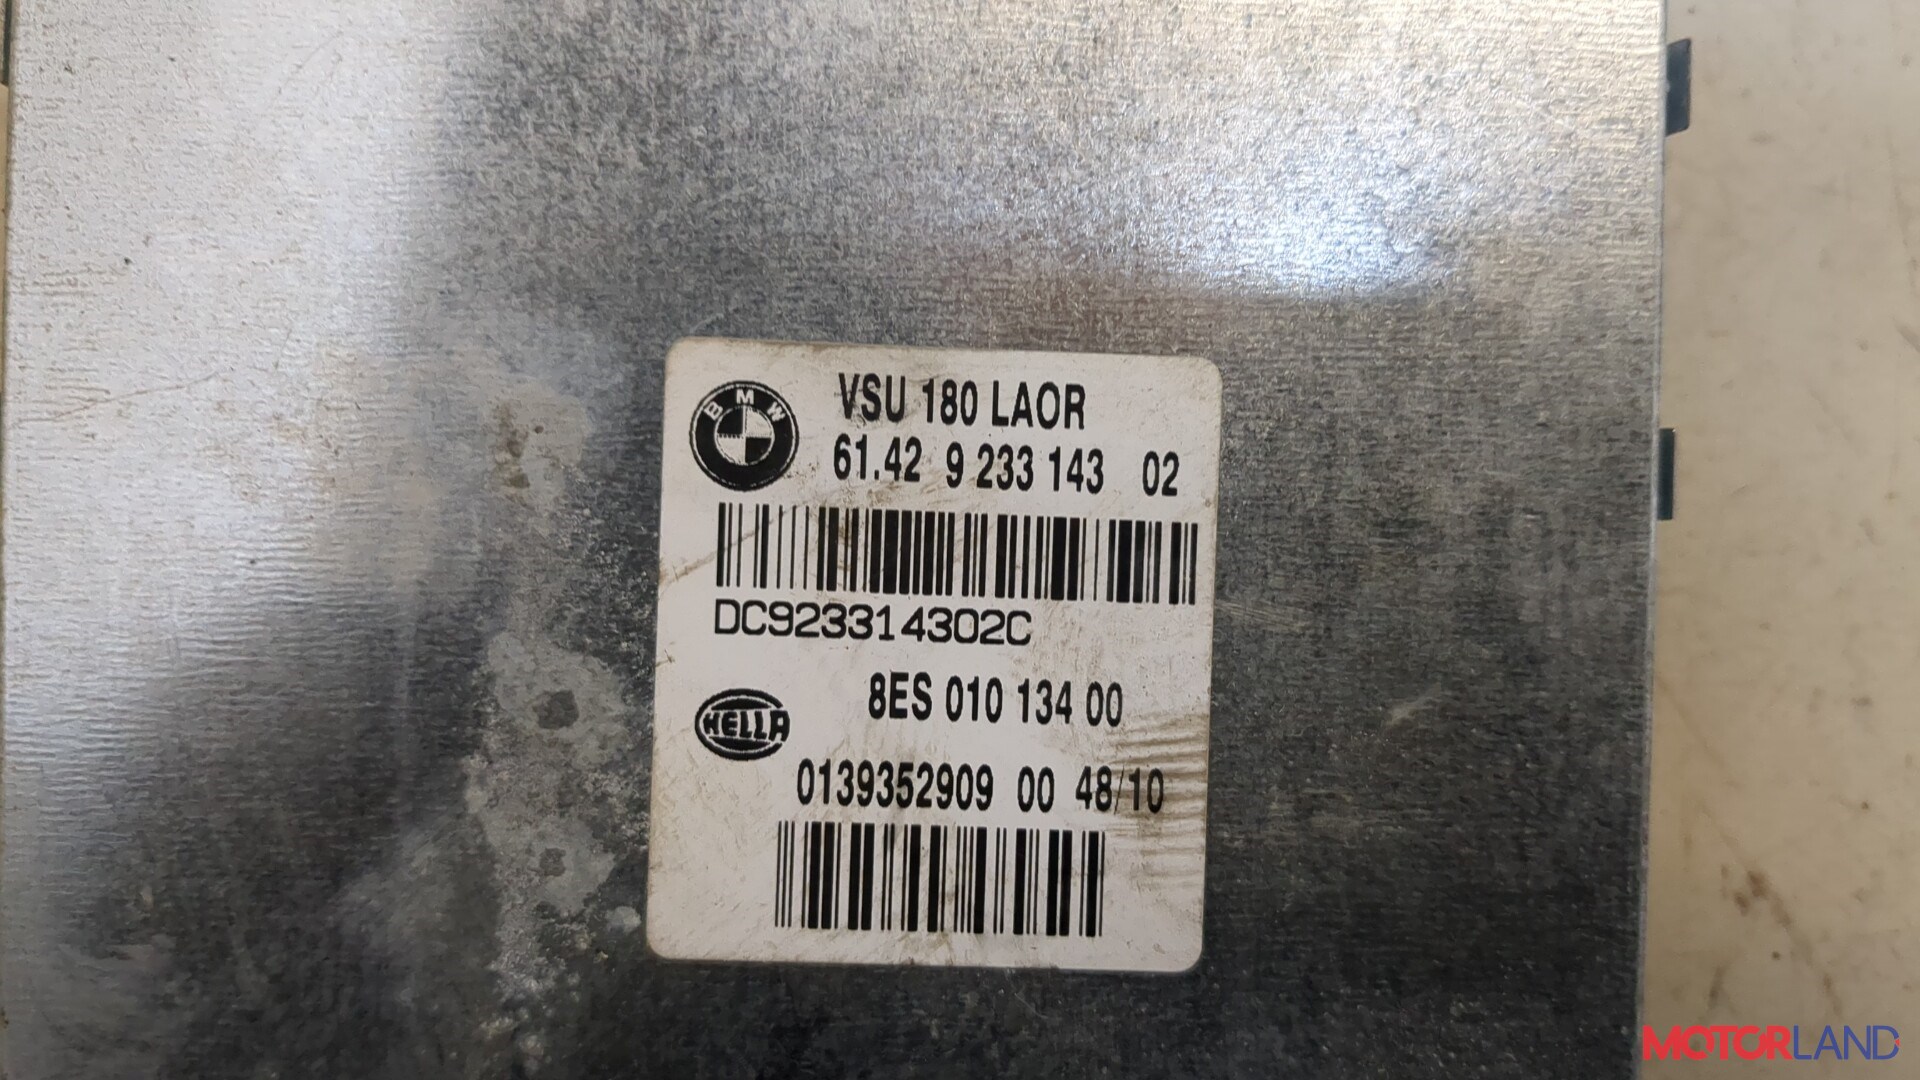 BMW
VSU 180 LAOR
61.42 9 233 143 02
DC923314302C
8ES 010 134 00
HELLA
0139352909 00 48/10
MOTORLAND